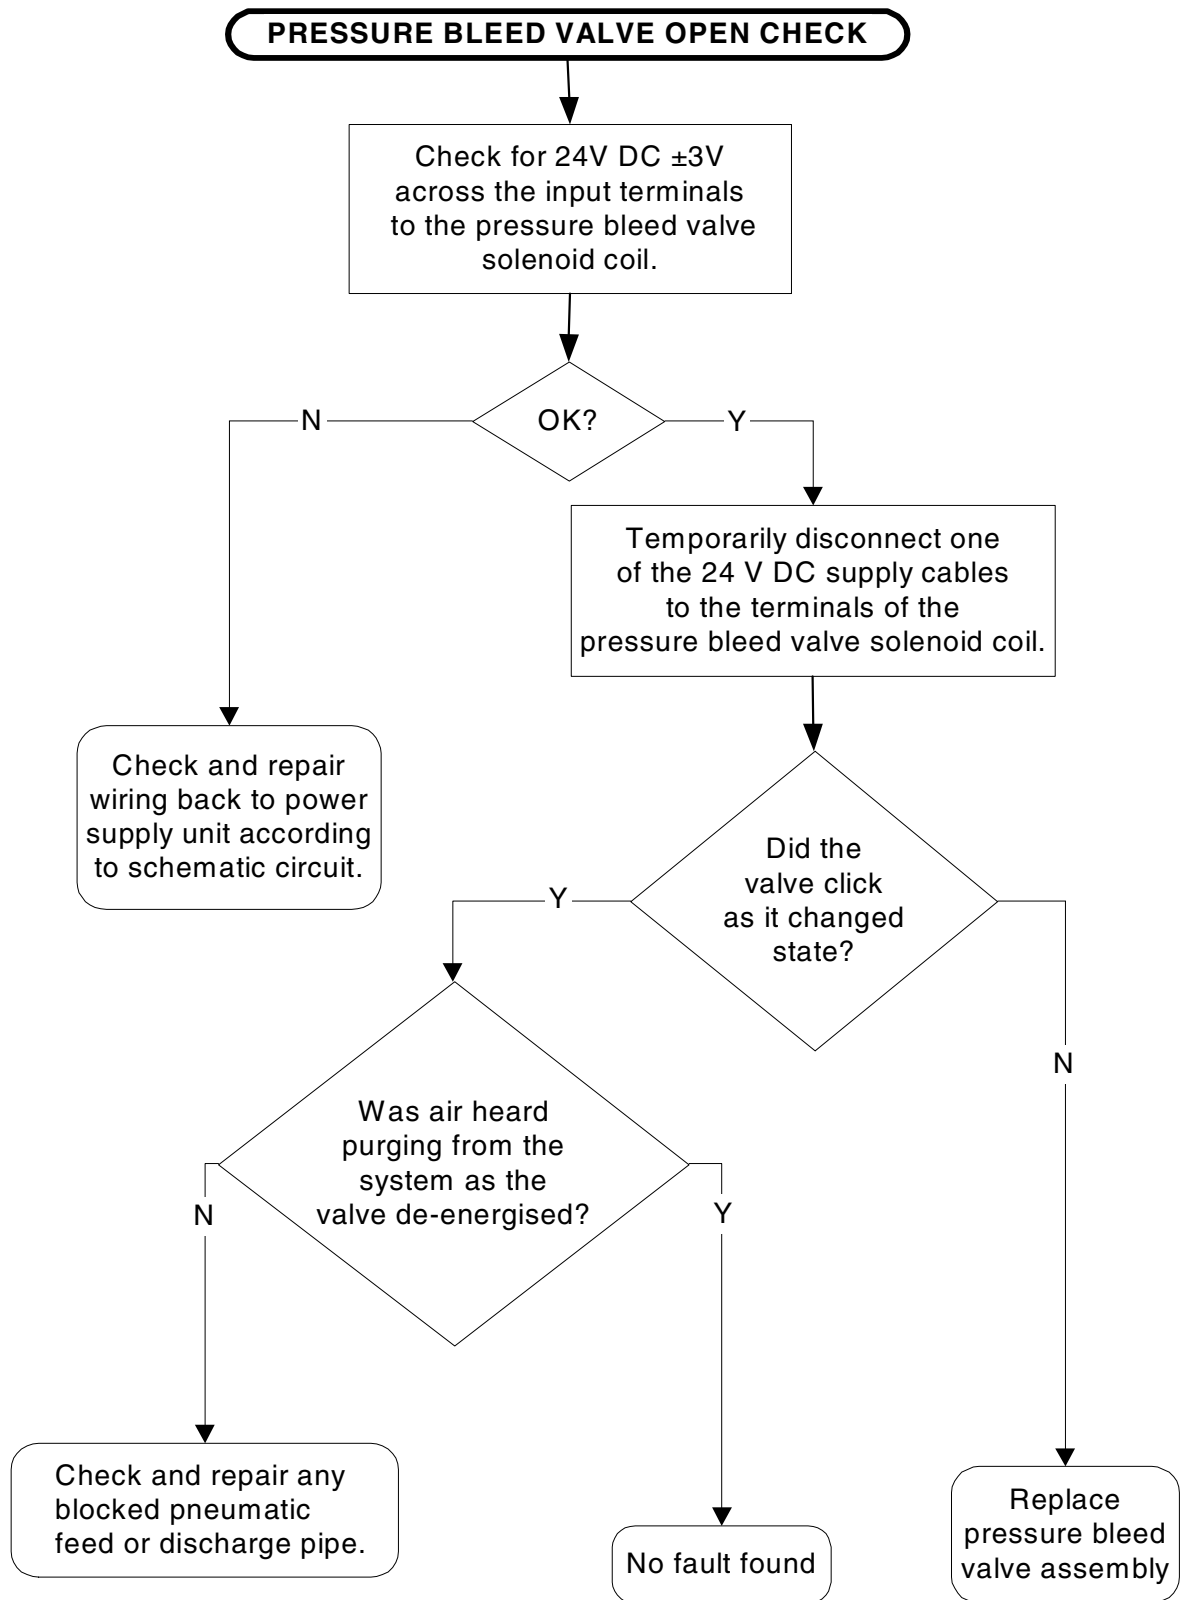 PRESSURE BLEED VALVE OPEN CHECK
Check for 24V DC ±3V
across the input terminals
to the pressure bleed valve
solenoid coil.
OK?
N
Y
Temporarily disconnect one
of the 24 V DC supply cables
to the terminals of the
pressure bleed valve solenoid coil.
Check and repair
wiring back to power
supply unit according
to schematic circuit.
Did the
valve click
as it changed
state?
Y
N
Was air heard
purging from the
system as the
valve de-energised?
N
Y
Check and repair any
blocked pneumatic
feed or discharge pipe.
No fault found
Replace
pressure bleed
valve assembly